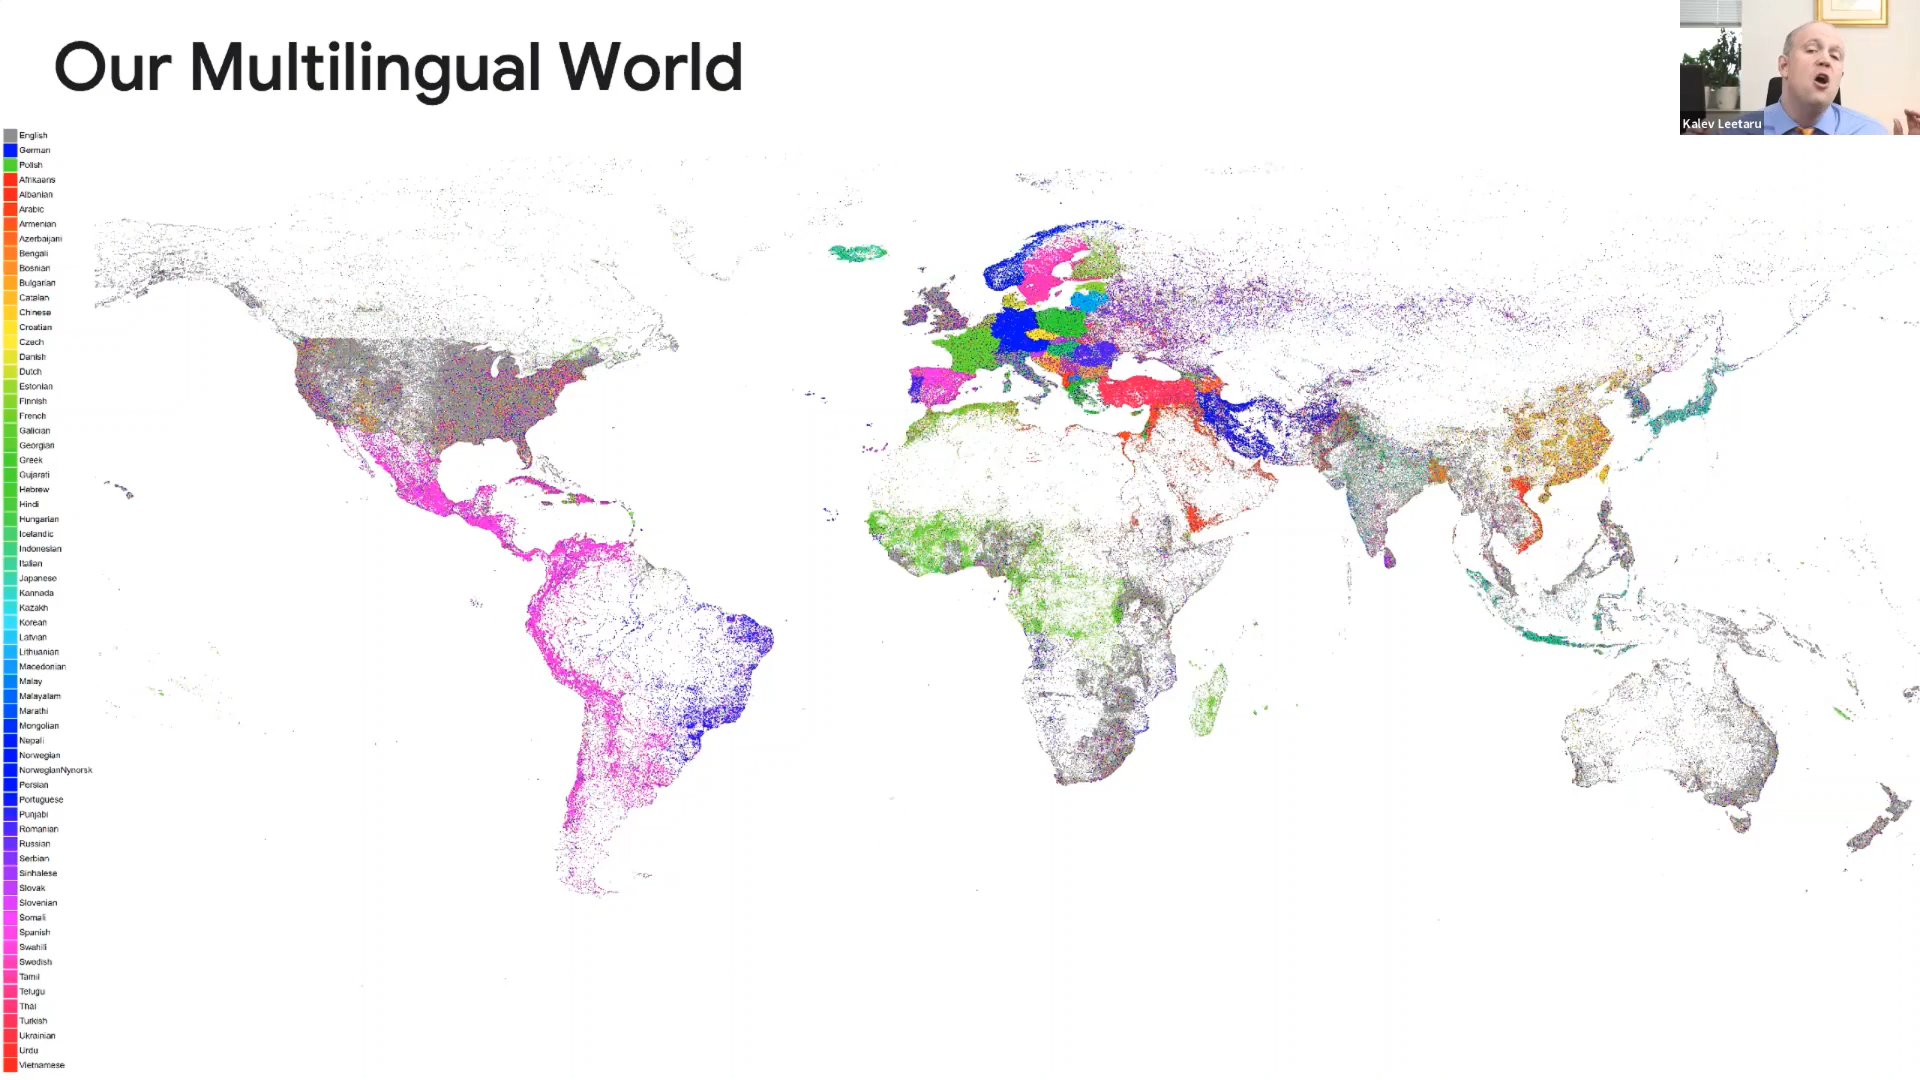 Our Multilingual World
Kalev Leetaru
English
German
Polish
Afrikaans
Albanian
Arabic
Armenian
Azerbaijani
Bengali
Bosnian
Bulgarian
Catalan
Chinese
Croatian
Czech
Danish
Dutch
Estonian
Finnish
French
Galician
Georgian
Greek
Gujarati
Hebrew
Hindi
Hungarian
Icelandic
Indonesian
Italian
Japanese
Kannada
Kazakh
Korean
Latvian
Lithuanian
Macedonian
Malay
Malayalam
Marathi
Mongolian
Nepali
Norwegian
NorwegianNynorsk
Persian
Portuguese
Punjabi
Romanian
Russian
Serbian
Sinhalese
Slovak
Slovenian
Somali
Spanish
Swahili
Swedish
Tamil
Telugu
Thai
Turkish
Ukrainian
Urdu
Vietnamese